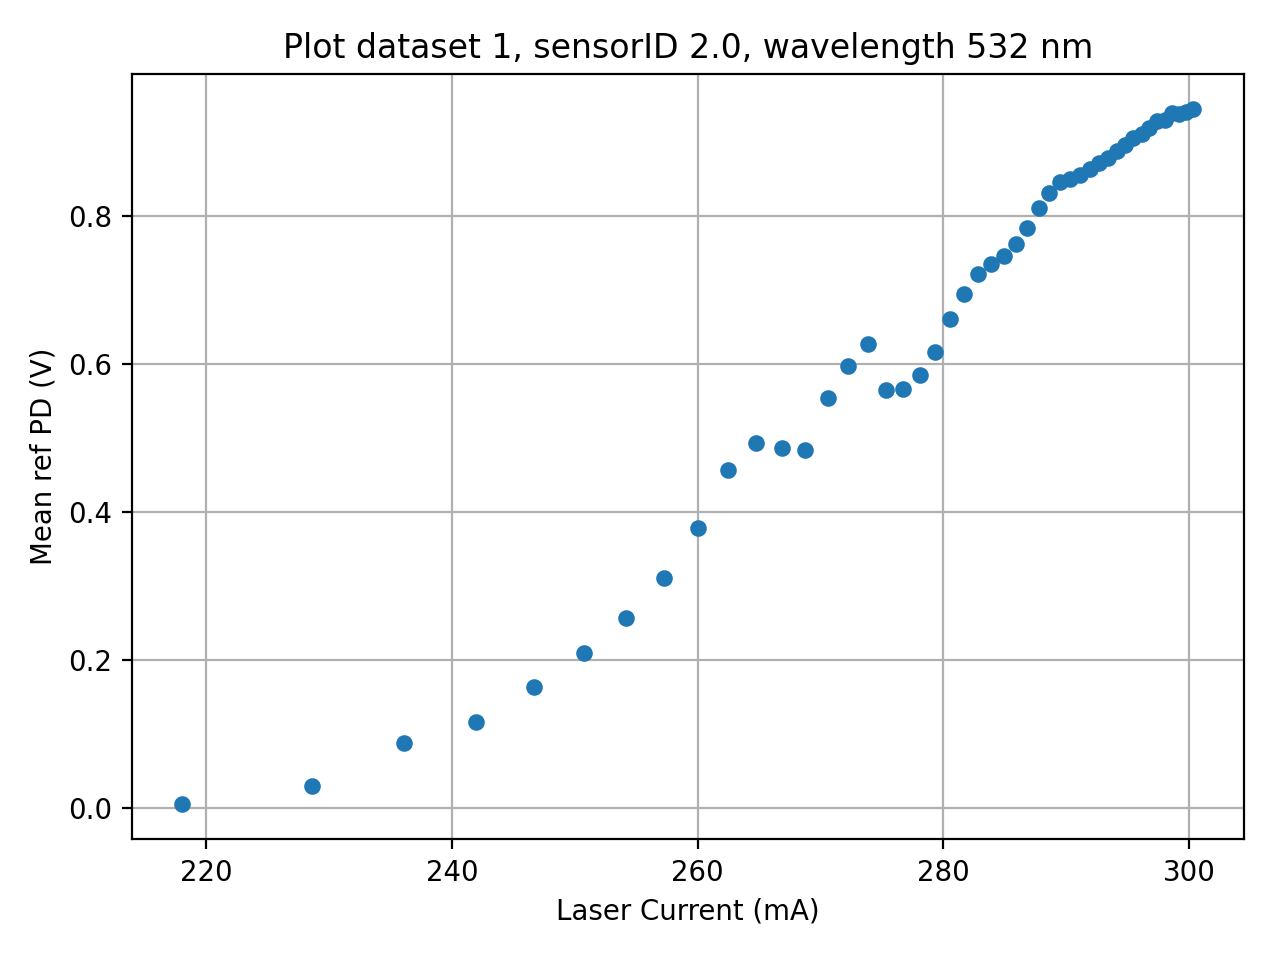 Plot dataset 1, sensorID 2.0, wavelength 532 nm
0.8
0.6
0.4
0.2
0.0
Mean ref PD (V)
220 240 260 280 300
Laser Current (mA)